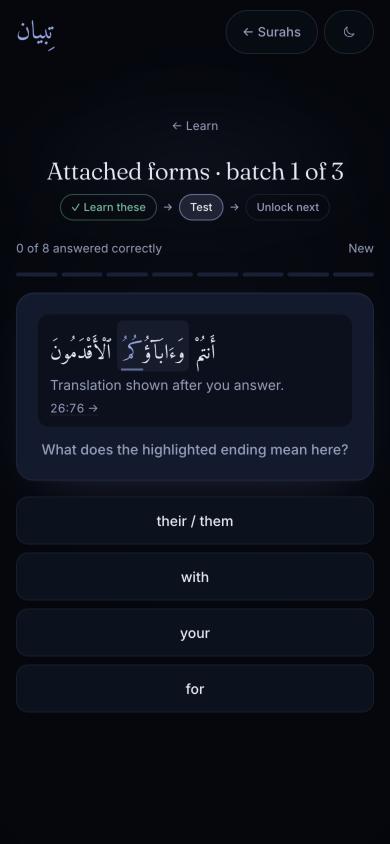 تِبيان
← Surahs
← Learn
Attached forms · batch 1 of 3
✓ Learn these → Test → Unlock next
0 of 8 answered correctly
New
أَنتُمْ وَءَابَآؤُكُمُ ٱلْأَقْدَمُونَ
Translation shown after you answer.
26:76 →
What does the highlighted ending mean here?
their / them
with
your
for